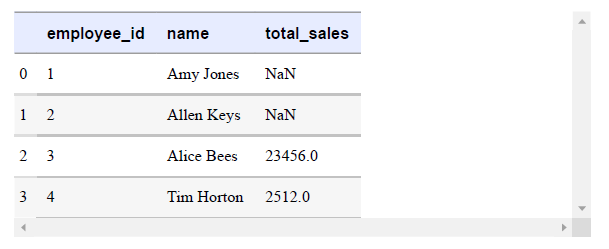 employee_id name total_sales
0 1 Amy Jones NaN
1 2 Allen Keys NaN
2 3 Alice Bees 23456.0
3 4 Tim Horton 2512.0